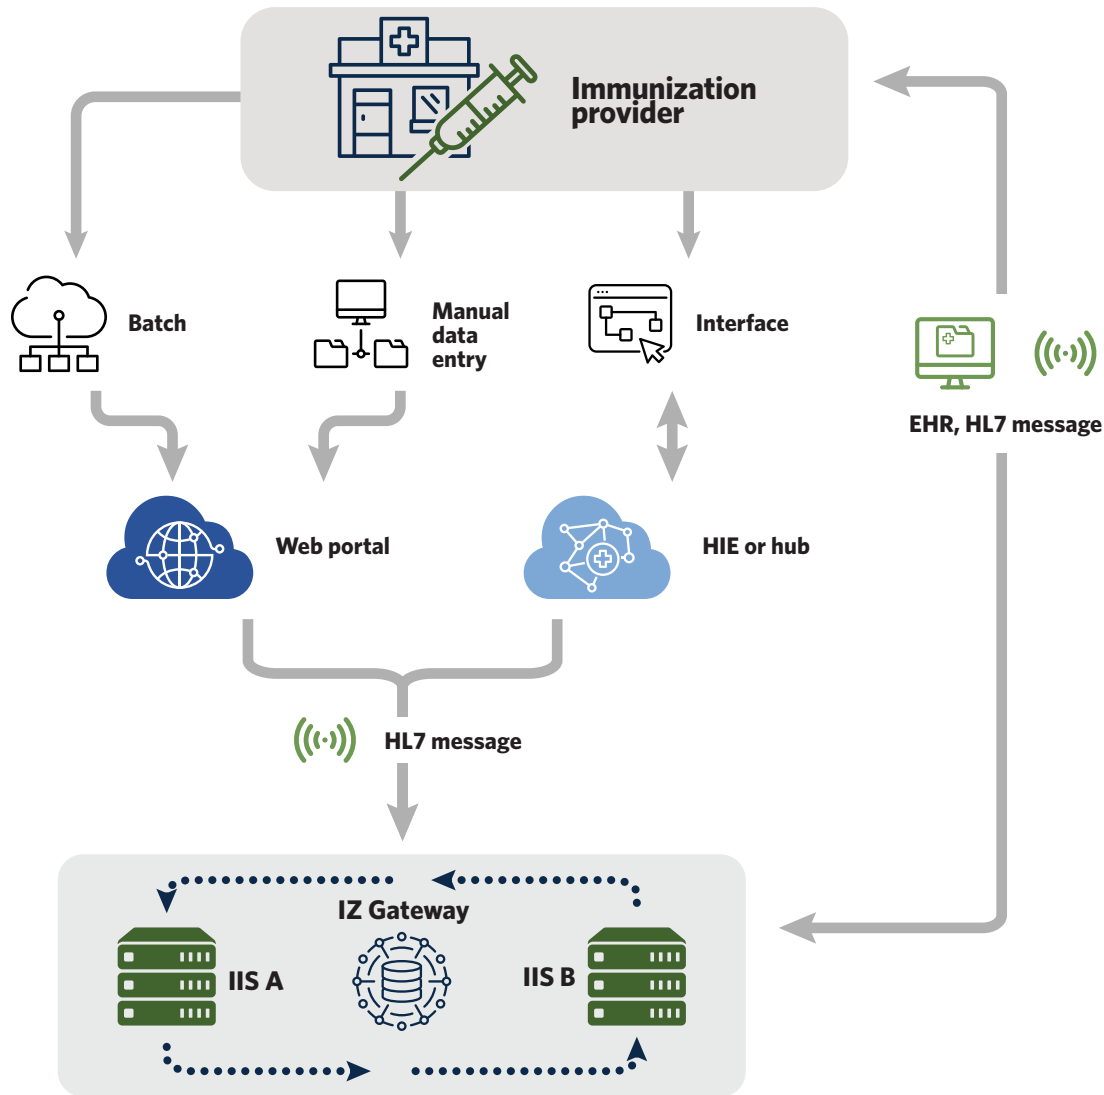 Immunization
provider
Batch
Manual
data
entry
Interface
EHR, HL7 message
Web portal
HIE or hub
HL7 message
IZ Gateway
IIS A
IIS B